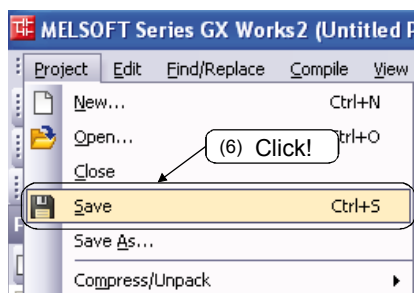 MELSOFT Series GX Works2 (Untitled P
Project Edit Find/Replace Compile View
New... Ctrl+N
Open... Ctrl+O
(6) Click!
Close
Save Ctrl+S
Save As...
Compress/Unpack